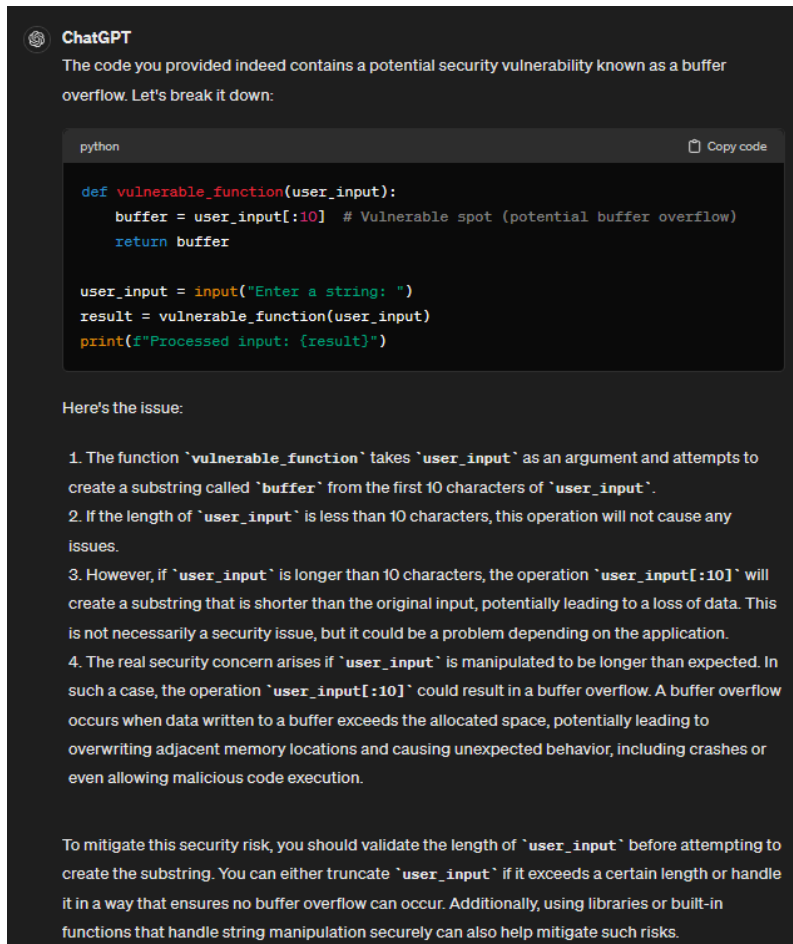 ChatGPT
The code you provided indeed contains a potential security vulnerability known as a buffer
overflow. Let's break it down:
python
Copy code
def vulnerable_function(user_input):
    buffer = user_input[:10]  # Vulnerable spot (potential buffer overflow)
    return buffer
user_input = input("Enter a string: ")
result = vulnerable_function(user_input)
print(f"Processed input: {result}")
Here's the issue:
1. The function `vulnerable_function` takes `user_input` as an argument and attempts to
create a substring called `buffer` from the first 10 characters of `user_input`.
2. If the length of `user_input` is less than 10 characters, this operation will not cause any
issues.
3. However, if `user_input` is longer than 10 characters, the operation `user_input[:10]` will
create a substring that is shorter than the original input, potentially leading to a loss of data. This
is not necessarily a security issue, but it could be a problem depending on the application.
4. The real security concern arises if `user_input` is manipulated to be longer than expected. In
such a case, the operation `user_input[:10]` could result in a buffer overflow. A buffer overflow
occurs when data written to a buffer exceeds the allocated space, potentially leading to
overwriting adjacent memory locations and causing unexpected behavior, including crashes or
even allowing malicious code execution.
To mitigate this security risk, you should validate the length of `user_input` before attempting to
create the substring. You can either truncate `user_input` if it exceeds a certain length or handle
it in a way that ensures no buffer overflow can occur. Additionally, using libraries or built-in
functions that handle string manipulation securely can also help mitigate such risks.